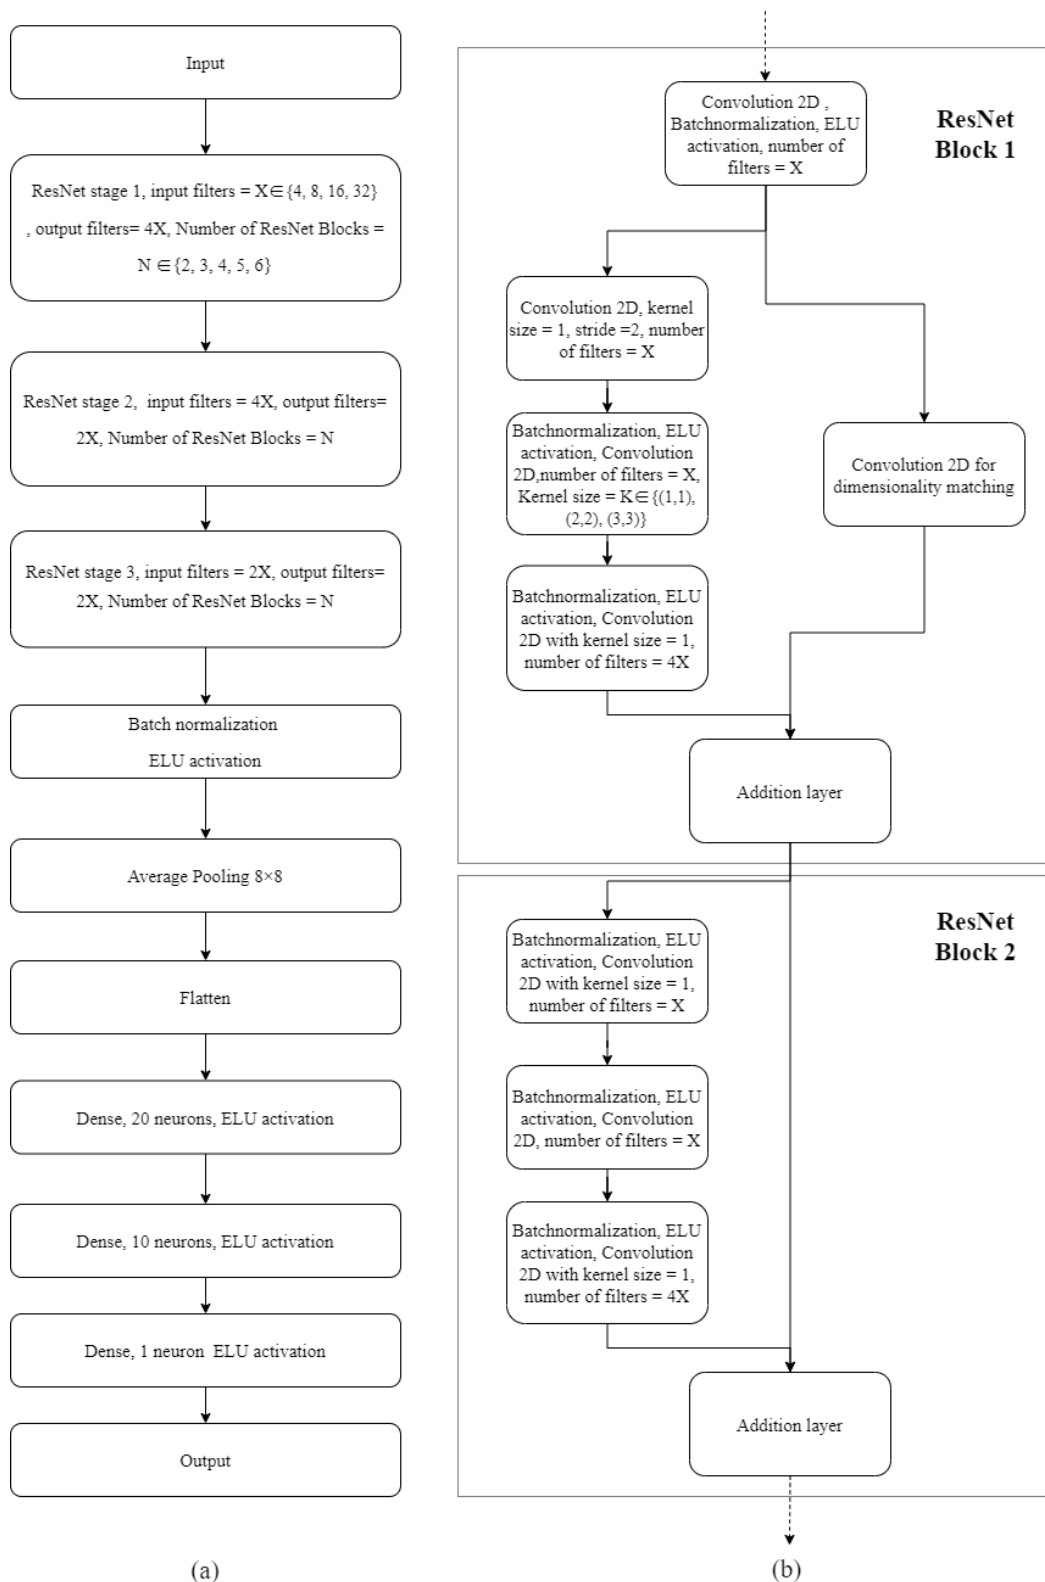 Input
ResNet stage 1, input filters = X∈{4, 8, 16, 32}
, output filters= 4X, Number of ResNet Blocks =
N ∈{2, 3, 4, 5, 6}
ResNet stage 2,  input filters = 4X, output filters=
2X, Number of ResNet Blocks = N
ResNet stage 3, input filters = 2X, output filters=
2X, Number of ResNet Blocks = N
Batch normalization
ELU activation
Average Pooling 8×8
Flatten
Dense, 20 neurons, ELU activation
Dense, 10 neurons, ELU activation
Dense, 1 neuron  ELU activation
Output
(a)
ResNet
Block 1
Convolution 2D ,
Batchnormalization, ELU
activation, number of
filters = X
Convolution 2D, kernel
size = 1, stride =2, number
of filters = X
Batchnormalization, ELU
activation, Convolution
2D,number of filters = X,
Kernel size = K∈{(1,1),
(2,2), (3,3)}
Convolution 2D for
dimensionality matching
Batchnormalization, ELU
activation, Convolution
2D with kernel size = 1,
number of filters = 4X
Addition layer
ResNet
Block 2
Batchnormalization, ELU
activation, Convolution
2D with kernel size = 1,
number of filters = X
Batchnormalization, ELU
activation, Convolution
2D, number of filters = X
Batchnormalization, ELU
activation, Convolution
2D with kernel size = 1,
number of filters = 4X
Addition layer
(b)